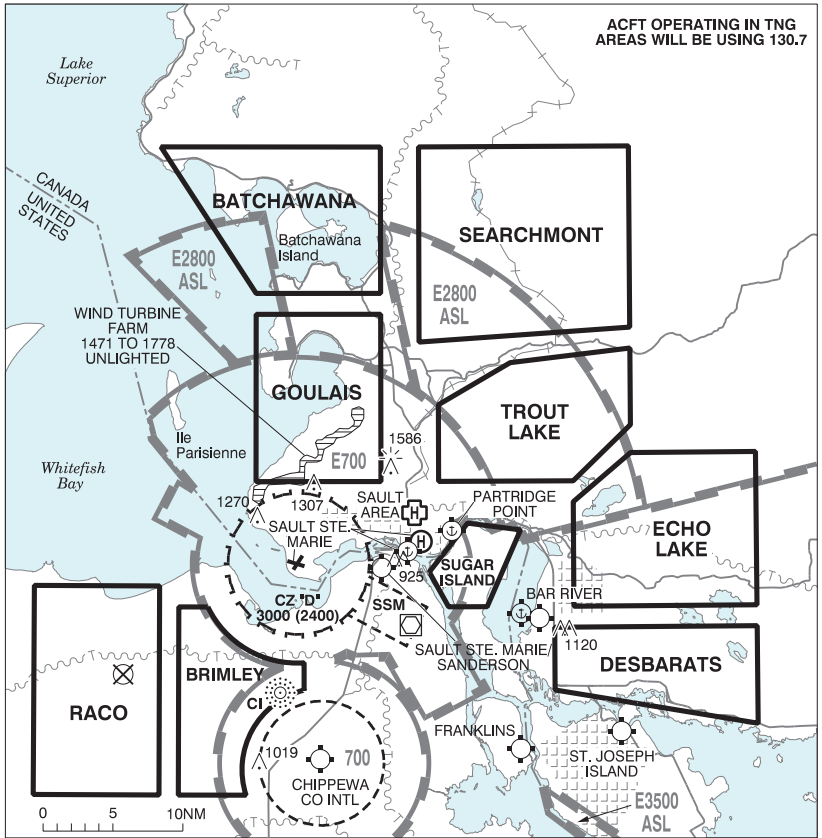 ACFT OPERATING IN TNG
AREAS WILL BE USING 130.7
Lake
Superior
CANADA
UNITED
STATES
BATCHAWANA
Batchawana
Island
SEARCHMONT
E2800
ASL
E2800
ASL
WIND TURBINE
FARM
1471 TO 1778
UNLIGHTED
GOULAIS
TROUT
LAKE
Ile
Parisienne
E700
1586
Whitefish
Bay
1270
1307
SAULT
AREA
H
PARTRIDGE
POINT
SAULT STE.
MARIE
H
ECHO
LAKE
925
SUGAR
ISLAND
CZ "D"
3000 (2400)
SSM
BAR RIVER
SAULT STE. MARIE/
SANDERSON
1120
DESBARATS
BRIMLEY
RACO
CI
FRANKLINS
1019
700
CHIPPEWA
CO INTL
ST. JOSEPH
ISLAND
E3500
ASL
0 5 10NM